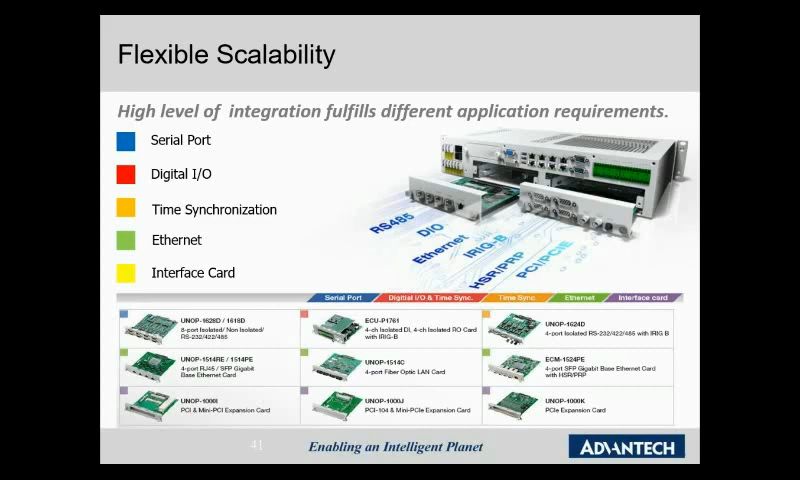 Flexible Scalability
High level of integration fulfills different application requirements.
Serial Port
Digital I/O
Time Synchronization
Ethernet
Interface Card
RS485
DIO
Ethernet
IRIG-B
HSR/PRP
PCI/PCIE
Serial Port
Digitial I/O & Time Sync.
Time Sync.
Ethernet
Interface card
UNOP-1628D / 1618D
8-port Isolated/ Non Isolated/
RS-232/422/485
ECU-P1761
4-ch Isolated DI, 4-ch Isolated RO Card
with IRIG-B
UNOP-1624D
4-port Isolated RS-232/422/485 with IRIG B
UNOP-1514RE / 1514PE
4-port RJ45 / SFP Gigabit
Base Ethernet Card
UNOP-1514C
4-port Fiber Optic LAN Card
ECM-1524PE
4-port SFP Gigabit Base Ethernet Card
with HSR/PRP
UNOP-1000I
PCI & Mini-PCI Expansion Card
UNOP-1000J
PCI-104 & Mini-PCIe Expansion Card
UNOP-1000K
PCIe Expansion Card
41
Enabling an Intelligent Planet
ADVANTECH